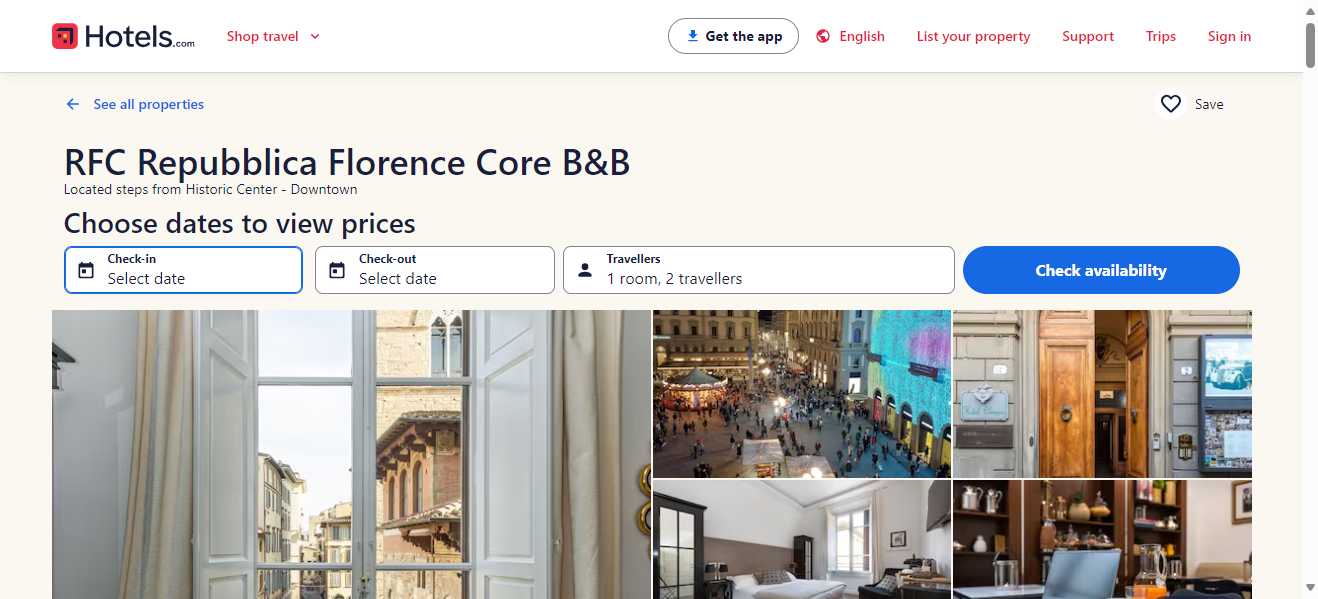 Hotels.com
Shop travel
Get the app
English
List your property
Support
Trips
Sign in
See all properties
Save
RFC Repubblica Florence Core B&B
Located steps from Historic Center - Downtown
Choose dates to view prices
Check-in
Select date
Check-out
Select date
Travellers
1 room, 2 travellers
Check availability